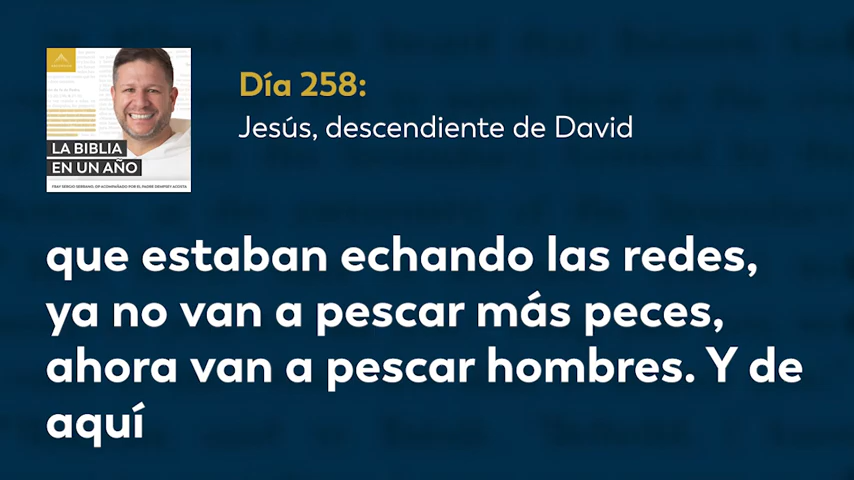 Día 258:
Jesús, descendiente de David
LA BIBLIA
EN UN AÑO
que estaban echando las redes,
ya no van a pescar más peces,
ahora van a pescar hombres. Y de
aquí